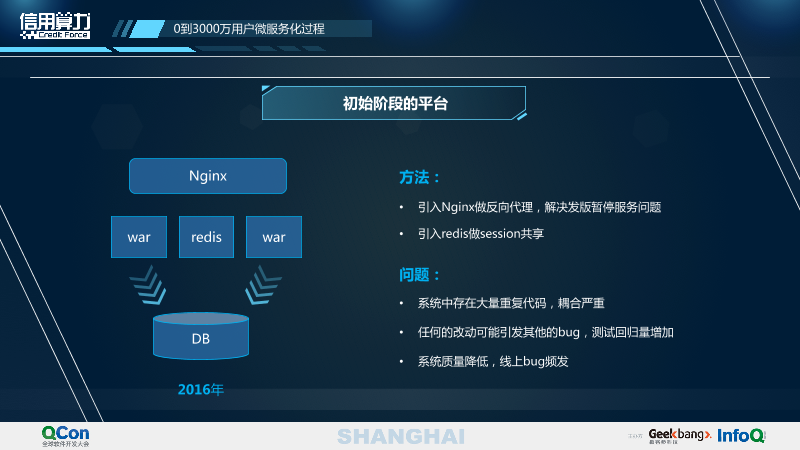 信用算力
Credit Force
0到3000万用户微服务化过程
初始阶段的平台
Nginx
war
redis
war
DB
2016年
方法：
• 引入Nginx做反向代理，解决发版暂停服务问题
• 引入redis做session共享
问题：
• 系统中存在大量重复代码，耦合严重
• 任何的改动可能引发其他的bug，测试回归量增加
• 系统质量降低，线上bug频发
QCon
全球软件开发大会
SHANGHAI
Geekbang>.
InfoQ